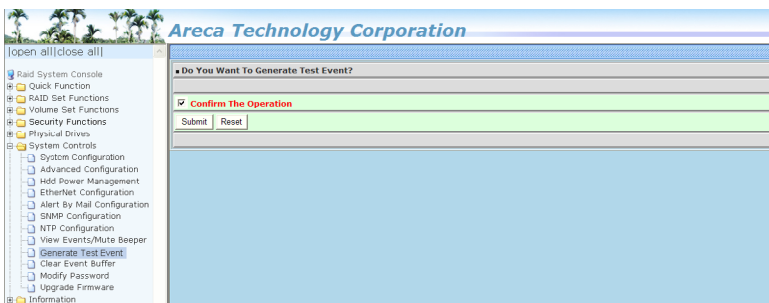 Areca Technology Corporation
|open all|close all|
Raid System Console
Quick Function
RAID Set Functions
Volume Set Functions
Security Functions
Physical Drives
System Controls
System Configuration
Advanced Configuration
Hdd Power Management
EtherNet Configuration
Alert By Mail Configuration
SNMP Configuration
NTP Configuration
View Events/Mute Beeper
Generate Test Event
Clear Event Buffer
Modify Password
Upgrade Firmware
Information
Do You Want To Generate Test Event?
Confirm The Operation
Submit Reset